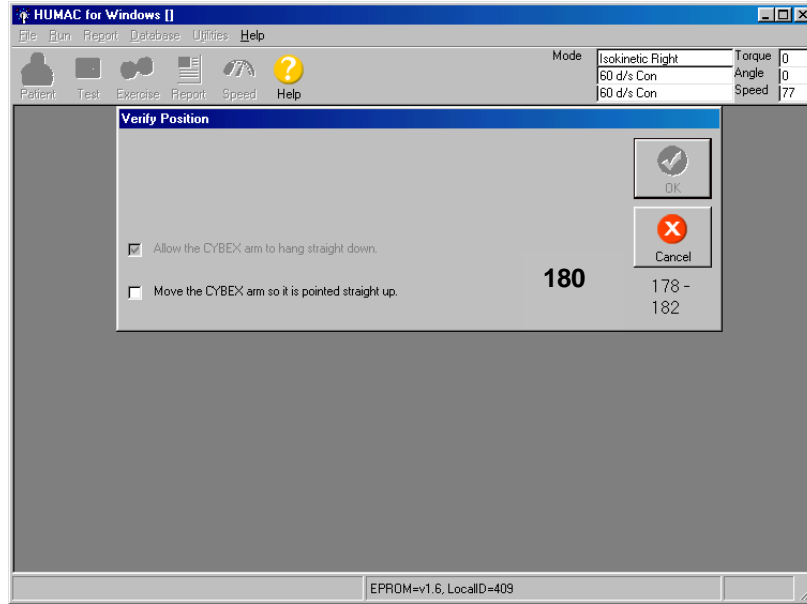 HUMAC for Windows []
File Run Report Database Utilities Help
Patient Test Exercise Report Speed Help
Mode Isokinetic Right Torque 0
60 d/s Con Angle 0
60 d/s Con Speed 77
Verify Position
OK
Allow the CYBEX arm to hang straight down.
Cancel
Move the CYBEX arm so it is pointed straight up. 180 178 -
182
EPROM=v1.6, LocalID=409